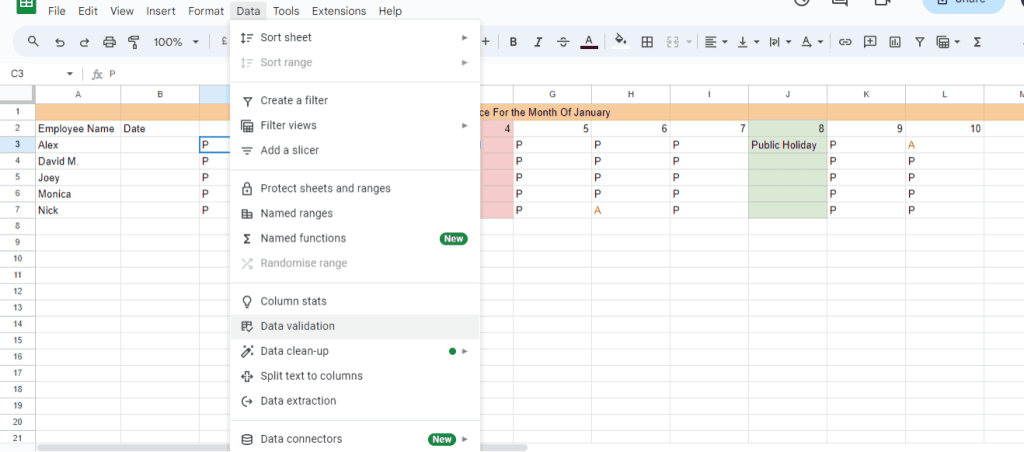 File Edit View Insert Format Data Tools Extensions Help
Share
100% £ + B I A A Σ
C3 fx P
A B G H I J K L
1 ce For the Month Of January
2 Employee Name Date 4 5 6 7 8 9 10
3 Alex P P P P Public Holiday P A
4 David M. P P P P P P
5 Joey P P P P P P
6 Monica P P P P P P
7 Nick P P A P P P
8
9
10
11
12
13
14
15
16
17
18
19
20
21
Sort sheet
Sort range
Create a filter
Filter views
Add a slicer
Protect sheets and ranges
Named ranges
Σ Named functions New
Randomise range
Column stats
Data validation
Data clean-up
Split text to columns
Data extraction
Data connectors New